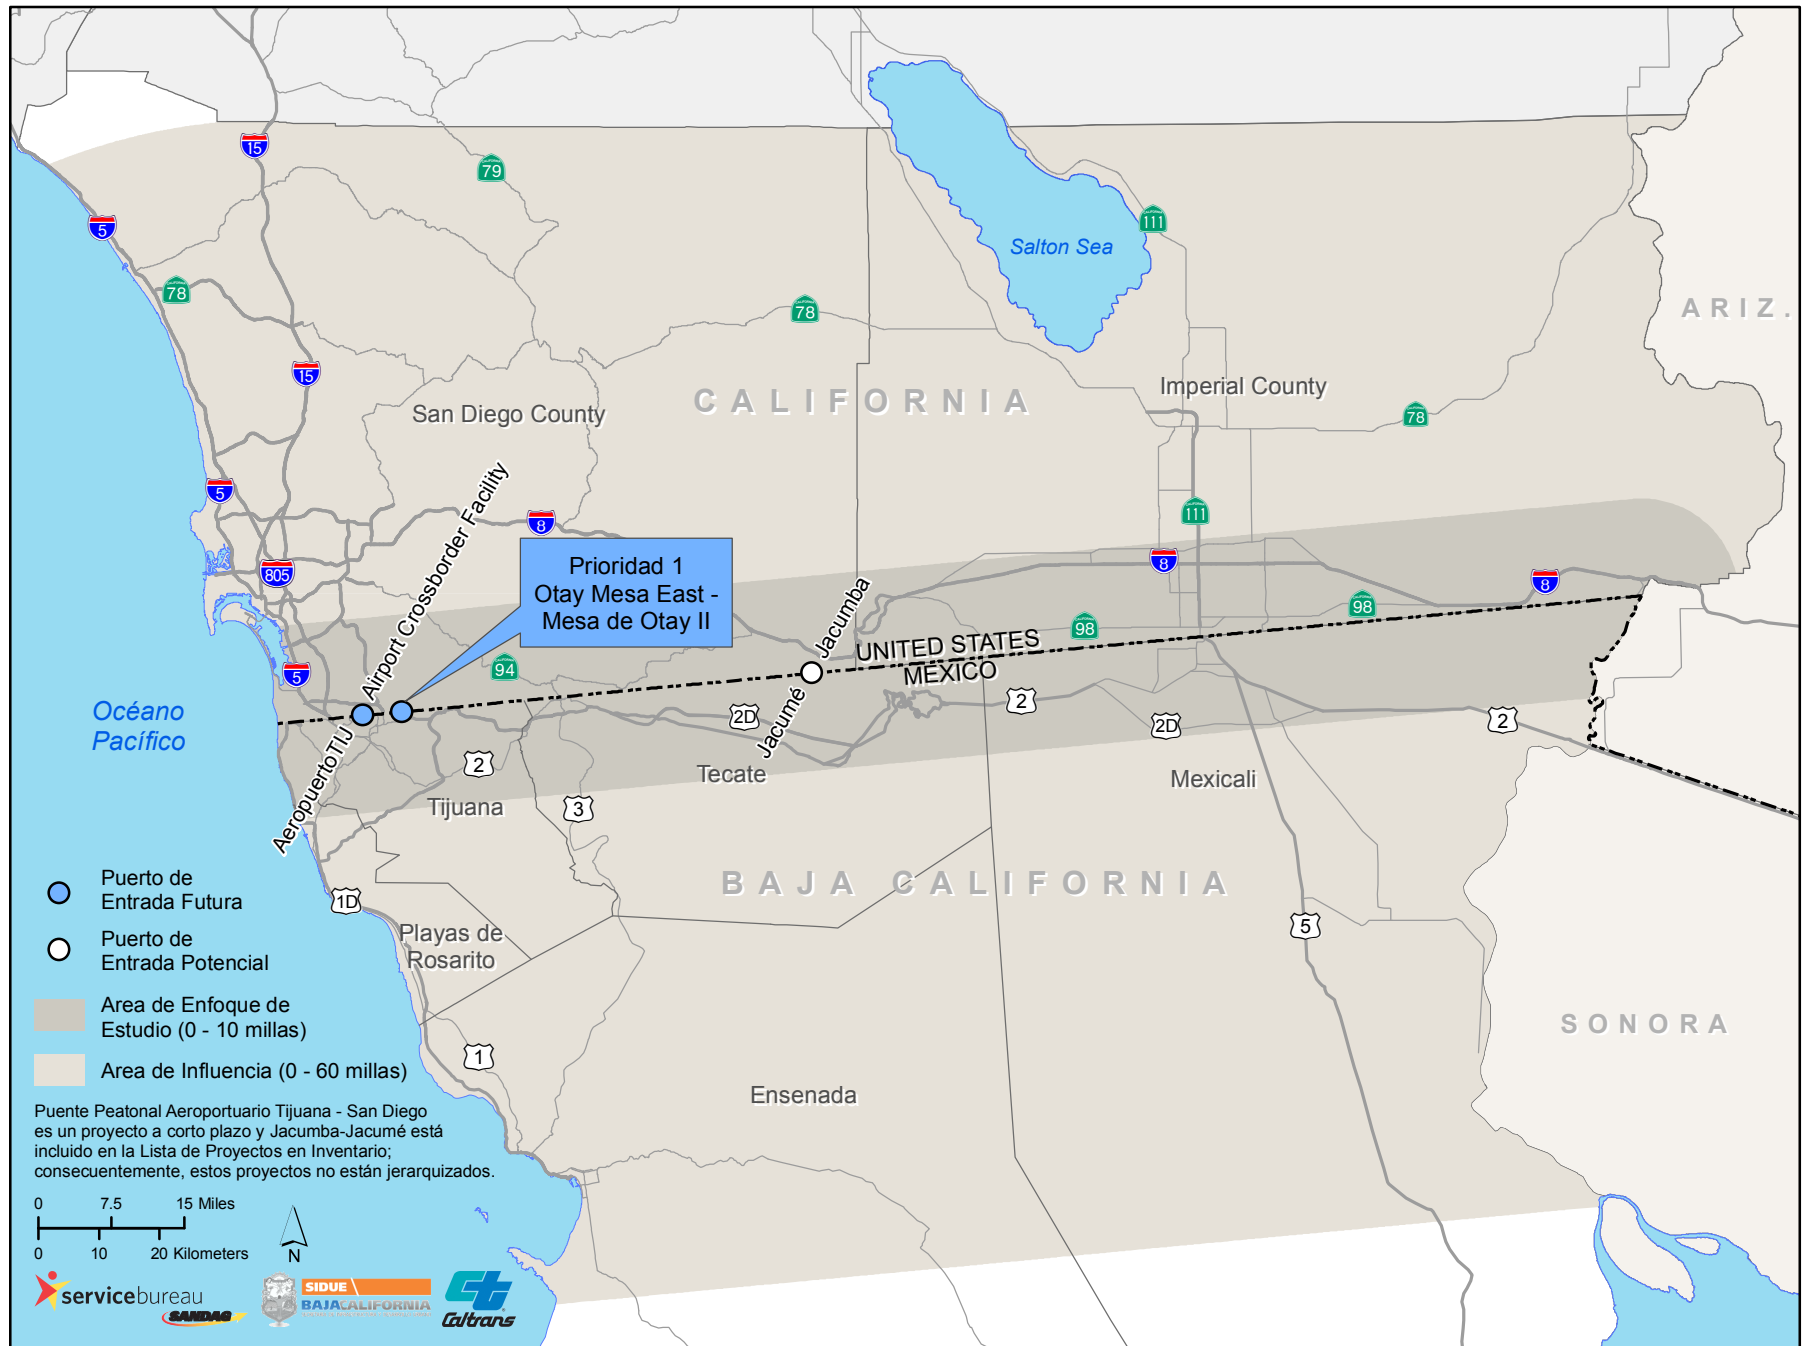 15
79
5
111
Salton Sea
78
78
ARIZ.
15
CALIFORNIA
Imperial County
San Diego County
78
5
Airport Crossborder Facility
8
111
Prioridad 1
Otay Mesa East -
Mesa de Otay II
8
805
8
Jacumba
98
98
UNITED STATES
MEXICO
94
5
Océano
Pacífico
Jacumé
2D
2
2D
2
AeropuertoTIJ
2
Tecate
Mexicali
Tijuana
3
BAJA CALIFORNIA
Puerto de
Entrada Futura
1D
5
Playas de
Rosarito
Puerto de
Entrada Potencial
Area de Enfoque de
Estudio (0 - 10 millas)
SONORA
1
Area de Influencia (0 - 60 millas)
Ensenada
Puente Peatonal Aeroportuario Tijuana - San Diego
es un proyecto a corto plazo y Jacumba-Jacumé está
incluido en la Lista de Proyectos en Inventario;
consecuentemente, estos proyectos no están jerarquizados.
0 7.5 15 Miles
0 10 20 Kilometers
N
servicebureau
SANDAG
SIDUE
BAJACALIFORNIA
Caltrans